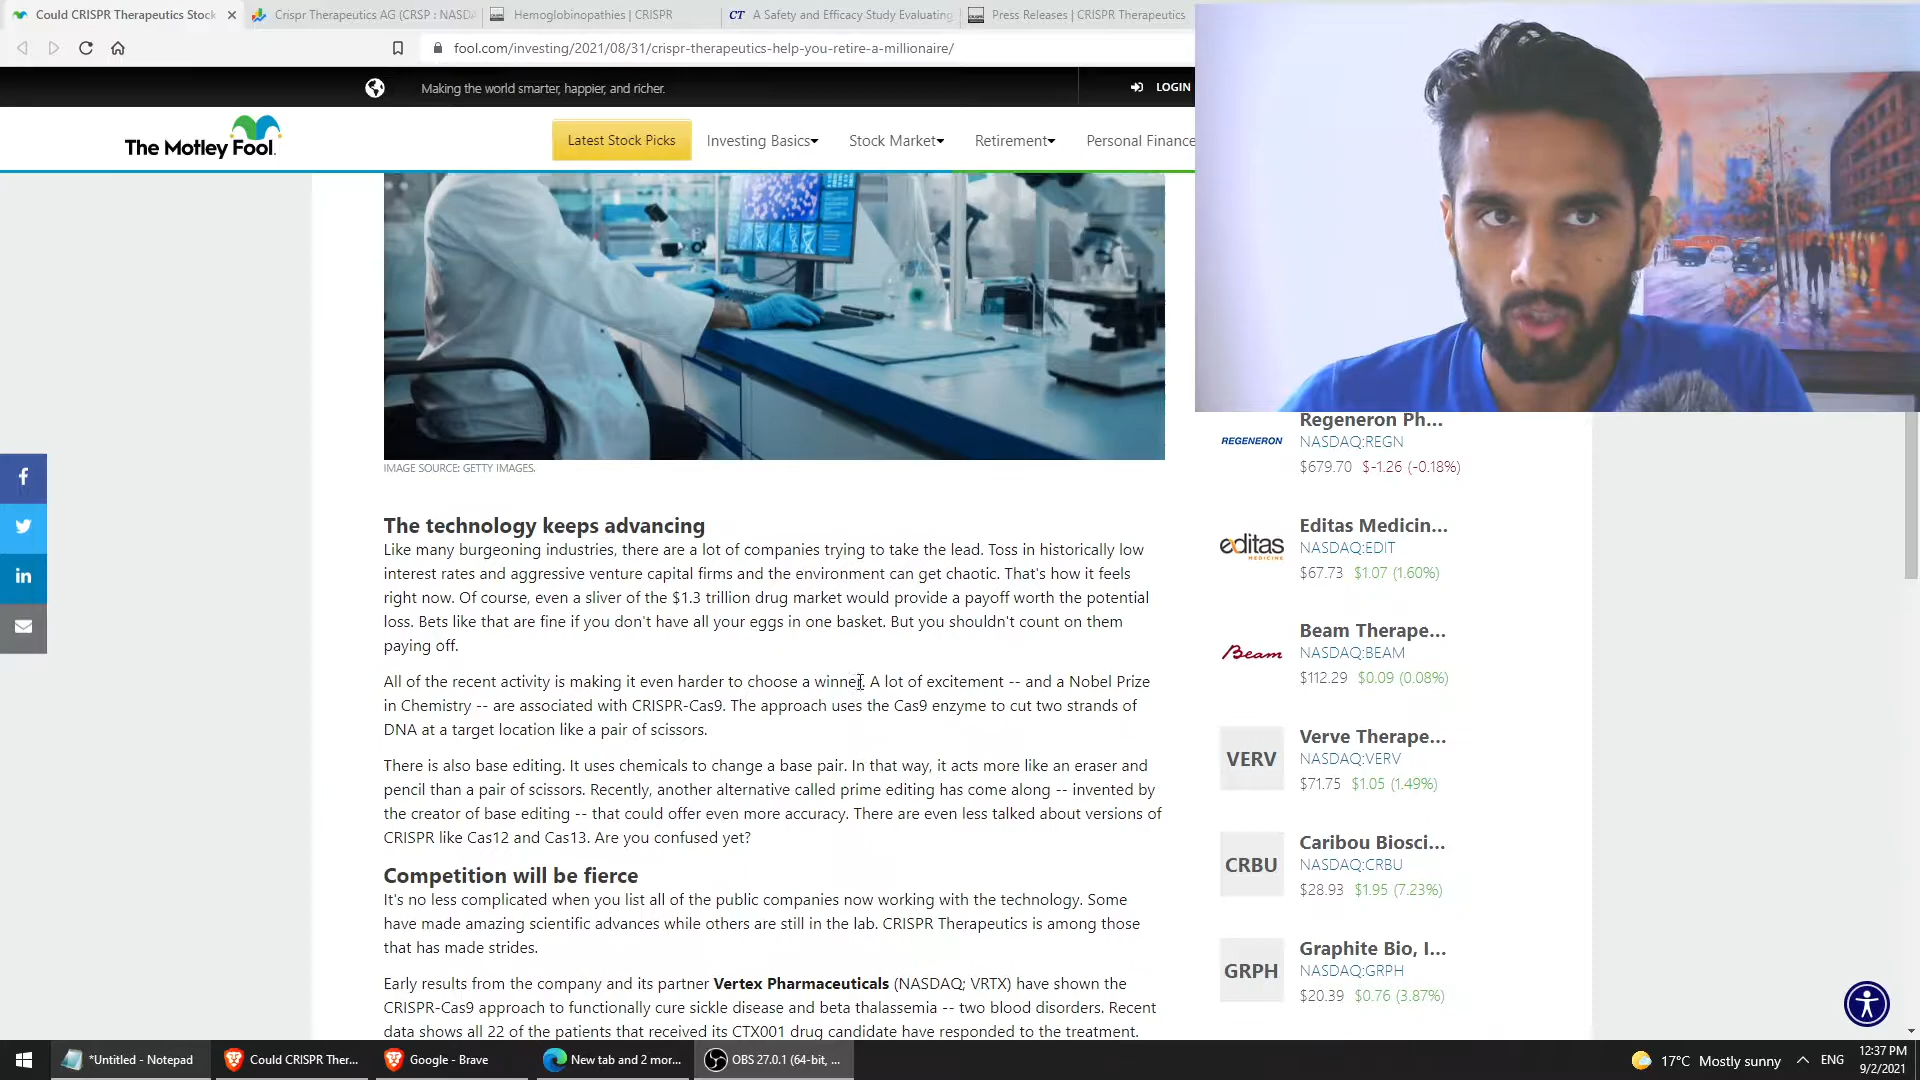 Could CRISPR Therapeutics Stock
Crispr Therapeutics AG (CRSP : NASDA
Hemoglobinopathies | CRISPR
CT
A Safety and Efficacy Study Evaluating
Press Releases | CRISPR Therapeutics
fool.com/investing/2021/08/31/crispr-therapeutics-help-you-retire-a-millionaire/
Making the world smarter, happier, and richer.
LOGIN
The Motley Fool.
Latest Stock Picks
Investing Basics
Stock Market
Retirement
Personal Finance
IMAGE SOURCE: GETTY IMAGES.
The technology keeps advancing
Like many burgeoning industries, there are a lot of companies trying to take the lead. Toss in historically low
interest rates and aggressive venture capital firms and the environment can get chaotic. That's how it feels
right now. Of course, even a sliver of the $1.3 trillion drug market would provide a payoff worth the potential
loss. Bets like that are fine if you don't have all your eggs in one basket. But you shouldn't count on them
paying off.
All of the recent activity is making it even harder to choose a winner. A lot of excitement -- and a Nobel Prize
in Chemistry -- are associated with CRISPR-Cas9. The approach uses the Cas9 enzyme to cut two strands of
DNA at a target location like a pair of scissors.
There is also base editing. It uses chemicals to change a base pair. In that way, it acts more like an eraser and
pencil than a pair of scissors. Recently, another alternative called prime editing has come along -- invented by
the creator of base editing -- that could offer even more accuracy. There are even less talked about versions of
CRISPR like Cas12 and Cas13. Are you confused yet?
Competition will be fierce
It's no less complicated when you list all of the public companies now working with the technology. Some
have made amazing scientific advances while others are still in the lab. CRISPR Therapeutics is among those
that has made strides.
Early results from the company and its partner Vertex Pharmaceuticals (NASDAQ; VRTX) have shown the
CRISPR-Cas9 approach to functionally cure sickle disease and beta thalassemia -- two blood disorders. Recent
data shows all 22 of the patients that received its CTX001 drug candidate have responded to the treatment.
REGENERON
Regeneron Ph...
NASDAQ:REGN
$679.70 $-1.26 (-0.18%)
editas
MEDICINE
Editas Medicin...
NASDAQ:EDIT
$67.73 $1.07 (1.60%)
Beam
Beam Therape...
NASDAQ:BEAM
$112.29 $0.09 (0.08%)
VERV
Verve Therape...
NASDAQ:VERV
$71.75 $1.05 (1.49%)
CRBU
Caribou Biosci...
NASDAQ:CRBU
$28.93 $1.95 (7.23%)
GRPH
Graphite Bio, I...
NASDAQ:GRPH
$20.39 $0.76 (3.87%)
*Untitled - Notepad
Could CRISPR Ther...
Google - Brave
New tab and 2 mor...
OBS 27.0.1 (64-bit, ...
17°C Mostly sunny
ENG
12:37 PM
9/2/2021